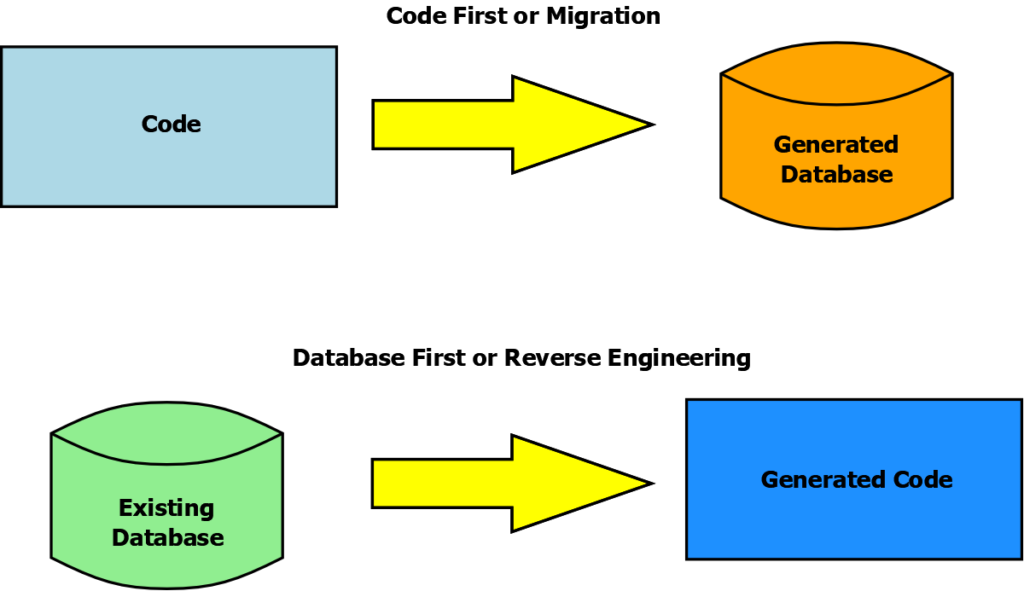 Code First or Migration
Code
Generated
Database
Database First or Reverse Engineering
Existing
Database
Generated Code